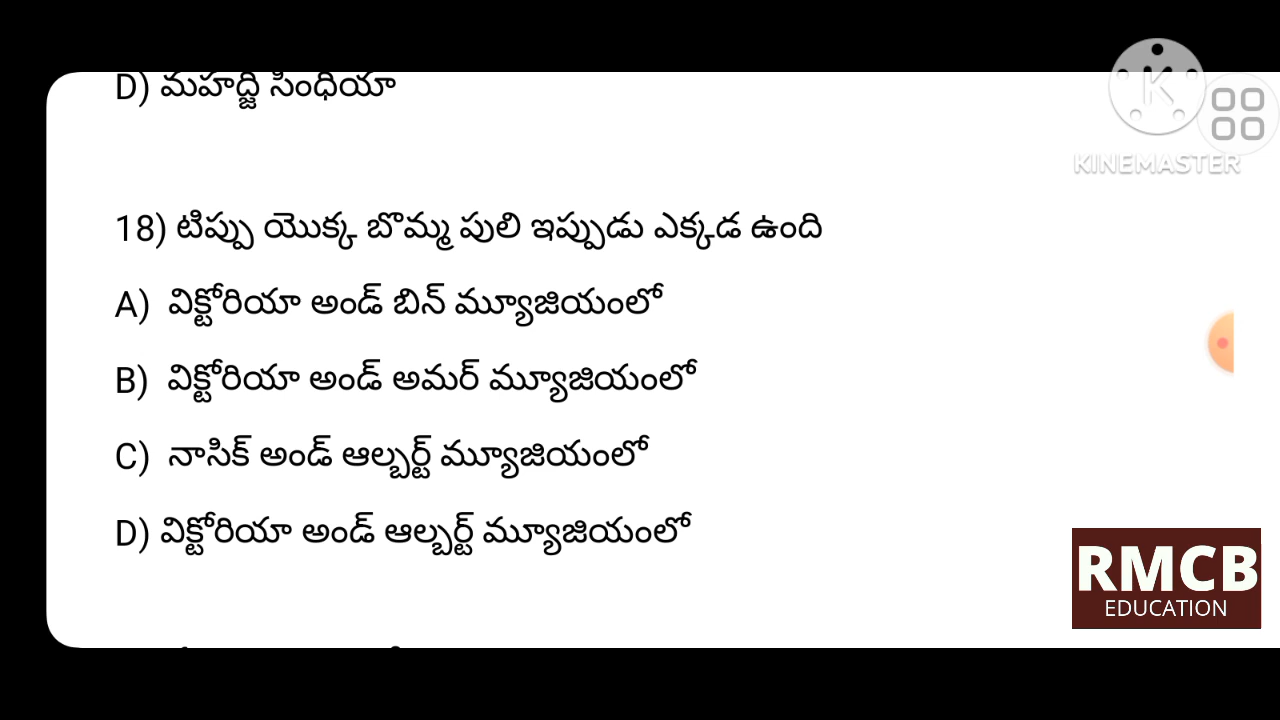 D) మహద్జి సింధియా
KINEMASTER
18) టిప్పు యొక్క బొమ్మ పులి ఇప్పుడు ఎక్కడ ఉంది
A) విక్టోరియా అండ్ బిన్ మ్యూజియంలో
B) విక్టోరియా అండ్ అమర్ మ్యూజియంలో
C) నాసిక్ అండ్ ఆల్బర్ట్ మ్యూజియంలో
D) విక్టోరియా అండ్ ఆల్బర్ట్ మ్యూజియంలో
RMCB
EDUCATION